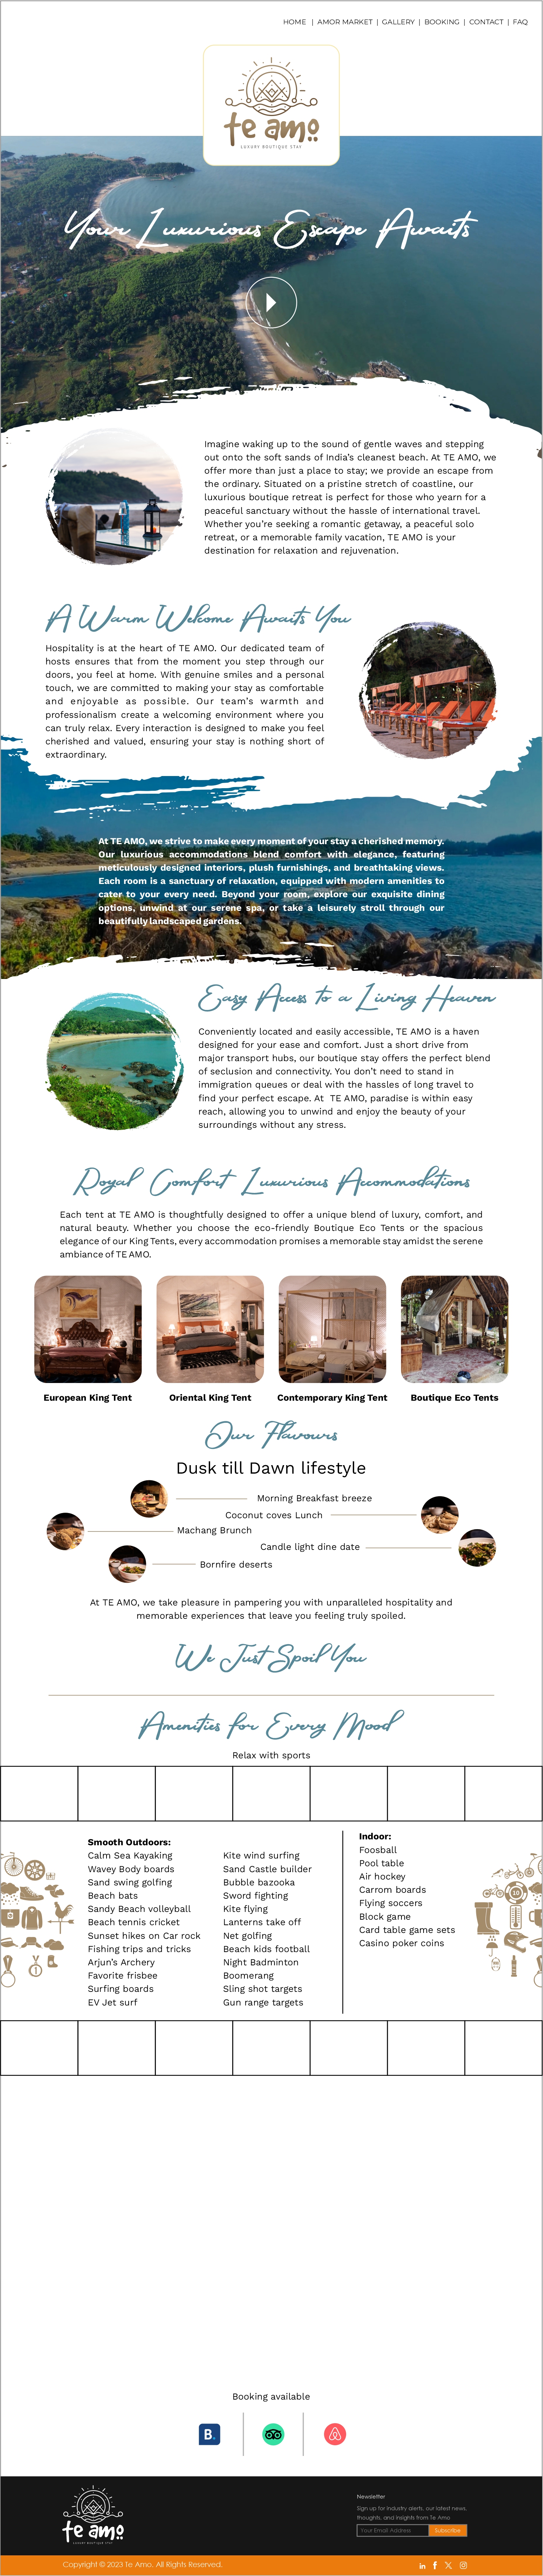 HOME | AMOR MARKET | GALLERY | BOOKING | CONTACT | FAQ
te amo
LUXURY BOUTIQUE STAY
Your Luxurious Escape Awaits
Imagine waking up to the sound of gentle waves and stepping
out onto the soft sands of India's cleanest beach. At TE AMO, we
offer more than just a place to stay; we provide an escape from
the ordinary. Situated on a pristine stretch of coastline, our
luxurious boutique retreat is perfect for those who yearn for a
peaceful sanctuary without the hassle of international travel.
Whether you're seeking a romantic getaway, a peaceful solo
retreat, or a memorable family vacation, TE AMO is your
destination for relaxation and rejuvenation.
A Warm Welcome Awaits You
Hospitality is at the heart of TE AMO. Our dedicated team of
hosts ensures that from the moment you step through our
doors, you feel at home. With genuine smiles and a personal
touch, we are committed to making your stay as comfortable
and enjoyable as possible. Our team's warmth and
professionalism create a welcoming environment where you
can truly relax. Every interaction is designed to make you feel
cherished and valued, ensuring your stay is nothing short of
extraordinary.
At TE AMO, we strive to make every moment of your stay a cherished memory.
Our luxurious accommodations blend comfort with elegance, featuring
meticulously designed interiors, plush furnishings, and breathtaking views.
Each room is a sanctuary of relaxation, equipped with modern amenities to
cater to your every need. Beyond your room, explore our exquisite dining
options, unwind at our serene spa, or take a leisurely stroll through our
beautifully landscaped gardens.
Easy Access to a Living Heaven
Conveniently located and easily accessible, TE AMO is a haven
designed for your ease and comfort. Just a short drive from
major transport hubs, our boutique stay offers the perfect blend
of seclusion and connectivity. You don't need to stand in
immigration queues or deal with the hassles of long travel to
find your perfect escape. At TE AMO, paradise is within easy
reach, allowing you to unwind and enjoy the beauty of your
surroundings without any stress.
Royal Comfort Luxurious Accommodations
Each tent at TE AMO is thoughtfully designed to offer a unique blend of luxury, comfort, and
natural beauty. Whether you choose the eco-friendly Boutique Eco Tents or the spacious
elegance of our King Tents, every accommodation promises a memorable stay amidst the serene
ambiance of TE AMO.
European King Tent
Oriental King Tent
Contemporary King Tent
Boutique Eco Tents
Our Flavours
Dusk till Dawn lifestyle
Morning Breakfast breeze
Coconut coves Lunch
Machang Brunch
Candle light dine date
Bornfire deserts
At TE AMO, we take pleasure in pampering you with unparalleled hospitality and
memorable experiences that leave you feeling truly spoiled.
We Just Spoil You
Amenities for Every Mood
Relax with sports
Smooth Outdoors:
Calm Sea Kayaking
Wavey Body boards
Sand swing golfing
Beach bats
Sandy Beach volleyball
Beach tennis cricket
Sunset hikes on Car rock
Fishing trips and tricks
Arjun's Archery
Favorite frisbee
Surfing boards
EV Jet surf
Kite wind surfing
Sand Castle builder
Bubble bazooka
Sword fighting
Kite flying
Lanterns take off
Net golfing
Beach kids football
Night Badminton
Boomerang
Sling shot targets
Gun range targets
Indoor:
Foosball
Pool table
Air hockey
Carrom boards
Flying soccers
Block game
Card table game sets
Casino poker coins
Booking available
B.
te amo
LUXURY BOUTIQUE STAY
Newsletter
Sign up for industry alerts, our latest news,
thoughts, and insights from Te Amo
Your Email Address
Subscribe
Copyright © 2023 Te Amo. All Rights Reserved.